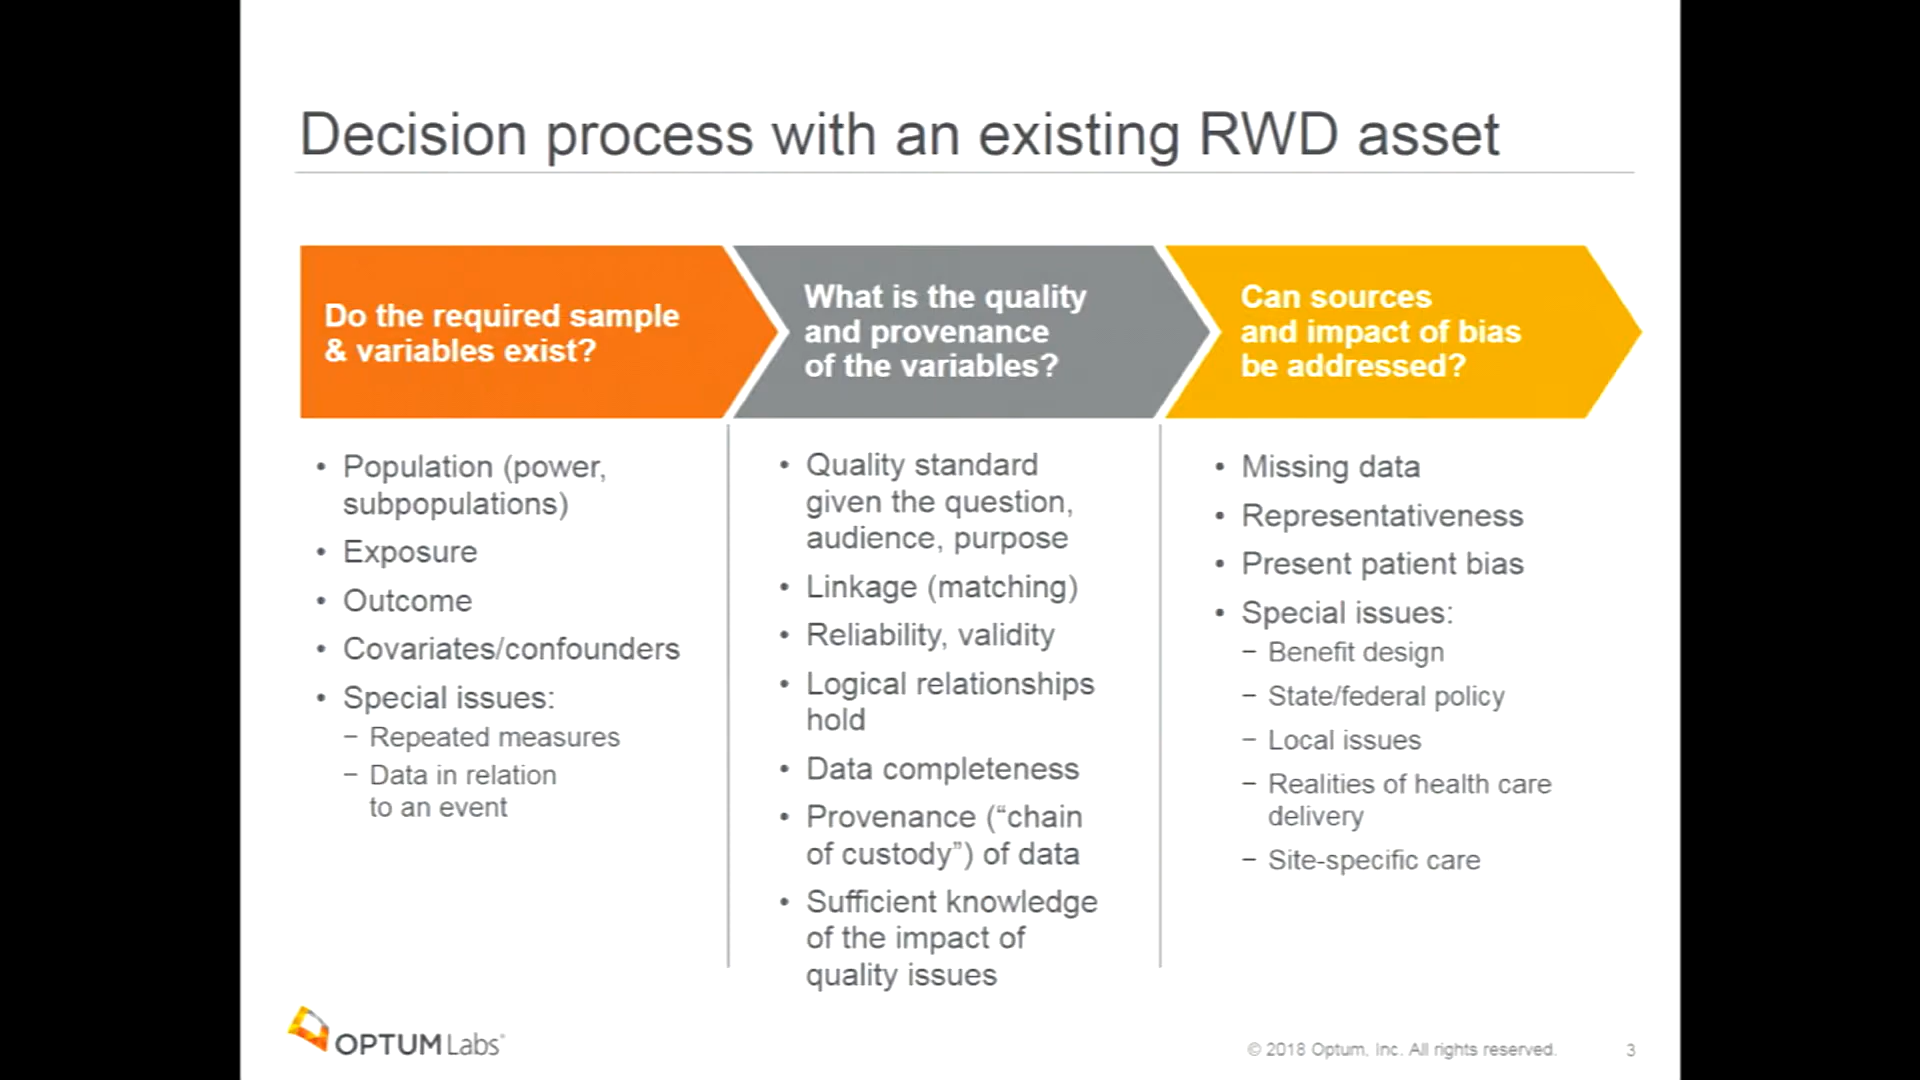 Decision process with an existing RWD asset
Do the required sample
& variables exist?
• Population (power,
subpopulations)
• Exposure
• Outcome
• Covariates/confounders
• Special issues:
− Repeated measures
− Data in relation
to an event
What is the quality
and provenance
of the variables?
• Quality standard
given the question,
audience, purpose
• Linkage (matching)
• Reliability, validity
• Logical relationships
hold
• Data completeness
• Provenance (“chain
of custody”) of data
• Sufficient knowledge
of the impact of
quality issues
Can sources
and impact of bias
be addressed?
• Missing data
• Representativeness
• Present patient bias
• Special issues:
− Benefit design
− State/federal policy
− Local issues
− Realities of health care
delivery
− Site-specific care
OPTUM Labs®
© 2018 Optum, Inc. All rights reserved.
3